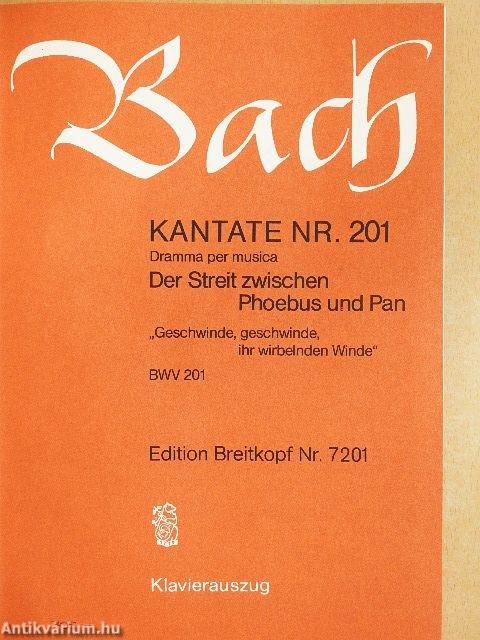 Bach
KANTATE NR. 201
Dramma per musica
Der Streit zwischen
Phoebus und Pan
„Geschwinde, geschwinde,
ihr wirbelnden Winde“
BWV 201
Edition Breitkopf Nr. 7201
Klavierauszug
Antikvárium.hu